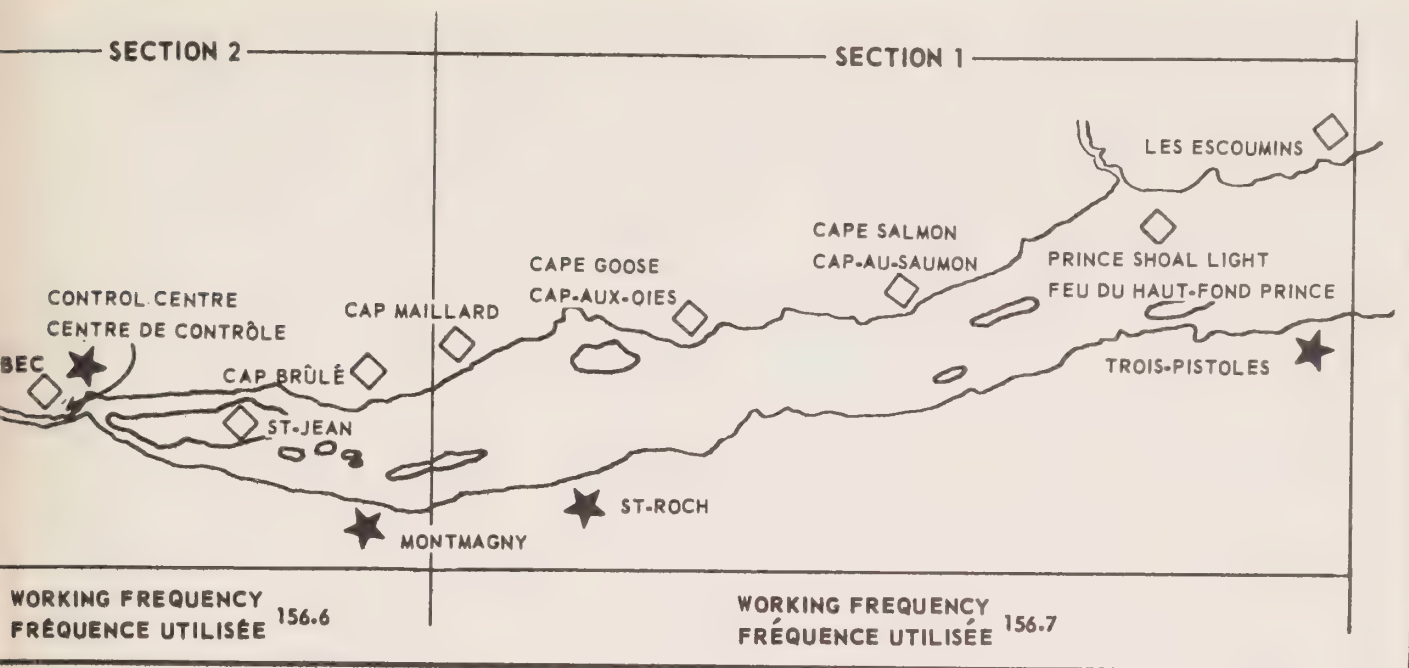 SECTION 2
SECTION 1
LES ESCOUMINS
CAPE SALMON
CAP-AU-SAUMON
PRINCE SHOAL LIGHT
FEU DU HAUT-FOND PRINCE
CAPE GOOSE
CAP-AUX-OIES
CONTROL CENTRE
CENTRE DE CONTRÔLE
CAP MAILLARD
BEC
CAP BRÛLÉ
TROIS-PISTOLES
ST-JEAN
ST-ROCH
MONTMAGNY
WORKING FREQUENCY
FRÉQUENCE UTILISÉE 156.6
WORKING FREQUENCY
FRÉQUENCE UTILISÉE 156.7